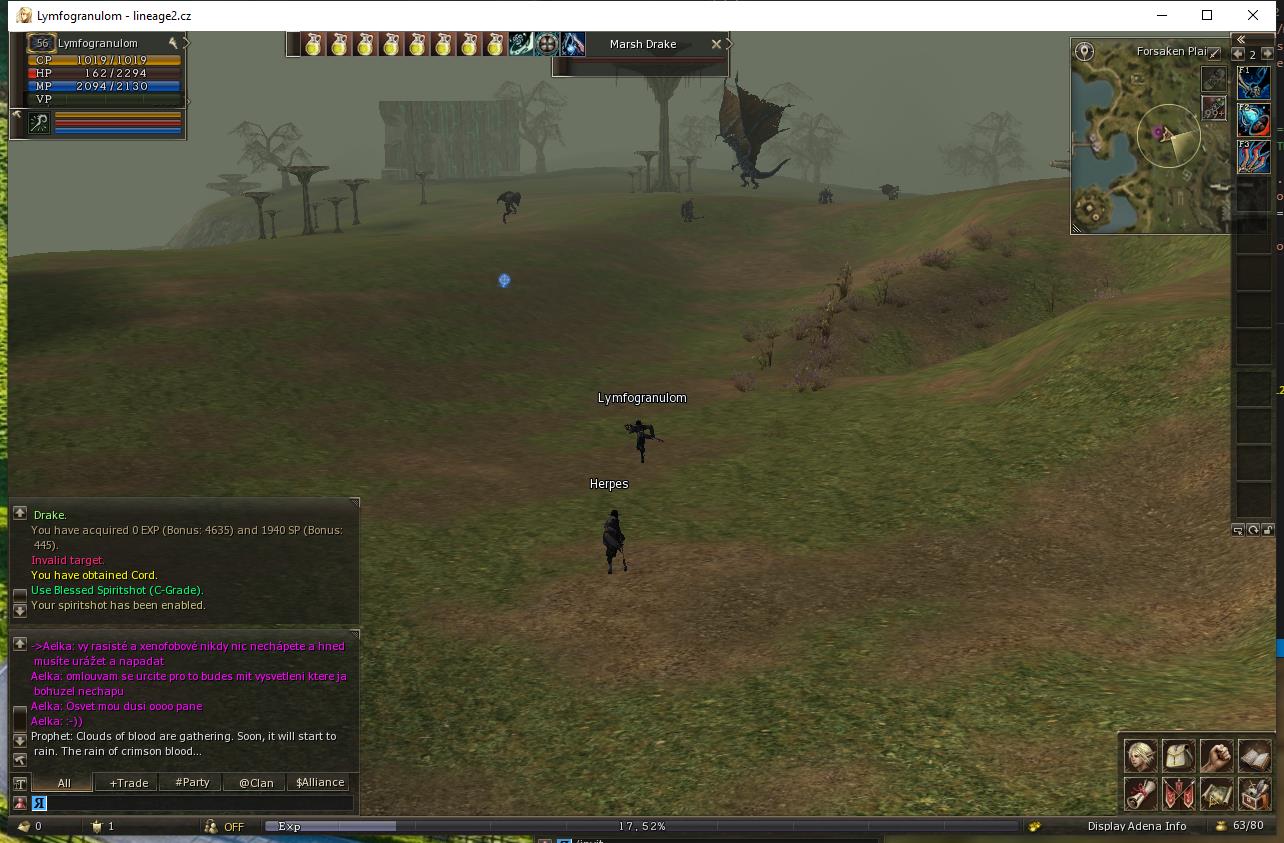 Lymfogranulom - lineage2.cz
56 Lymfogranulom
CP 1019/1019
HP 162/2294
MP 2094/2130
VP
Marsh Drake
Forsaken Plai
99+
2
F1
F2
F3
Lymfogranulom
Herpes
Drake.
You have acquired 0 EXP (Bonus: 4635) and 1940 SP (Bonus:
445).
Invalid target.
You have obtained Cord.
Use Blessed Spiritshot (C-Grade).
Your spiritshot has been enabled.
->Aelka: vy rasisté a xenofobové nikdy nic nechápete a hned
musíte urážet a napadat
Aelka: omlouvam se urcite pro to budes mit vysvetleni ktere ja
bohuzel nechapu
Aelka: Osvet mou dusi oooo pane
Aelka: :-))
Prophet: Clouds of blood are gathering. Soon, it will start to
rain. The rain of crimson blood...
All +Trade #Party @Clan $Alliance
Я
0 1 OFF Exp 17,52% Display Adena Info 63/80